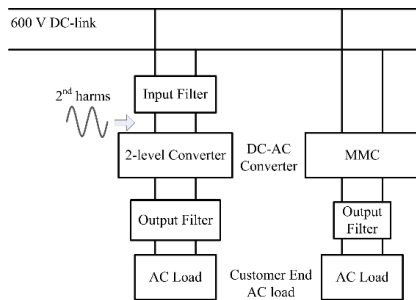 600 V DC-link
Input Filter
2nd harms
2-level Converter
DC-AC
Converter
MMC
Output Filter
Output
Filter
AC Load
Customer End
AC load
AC Load